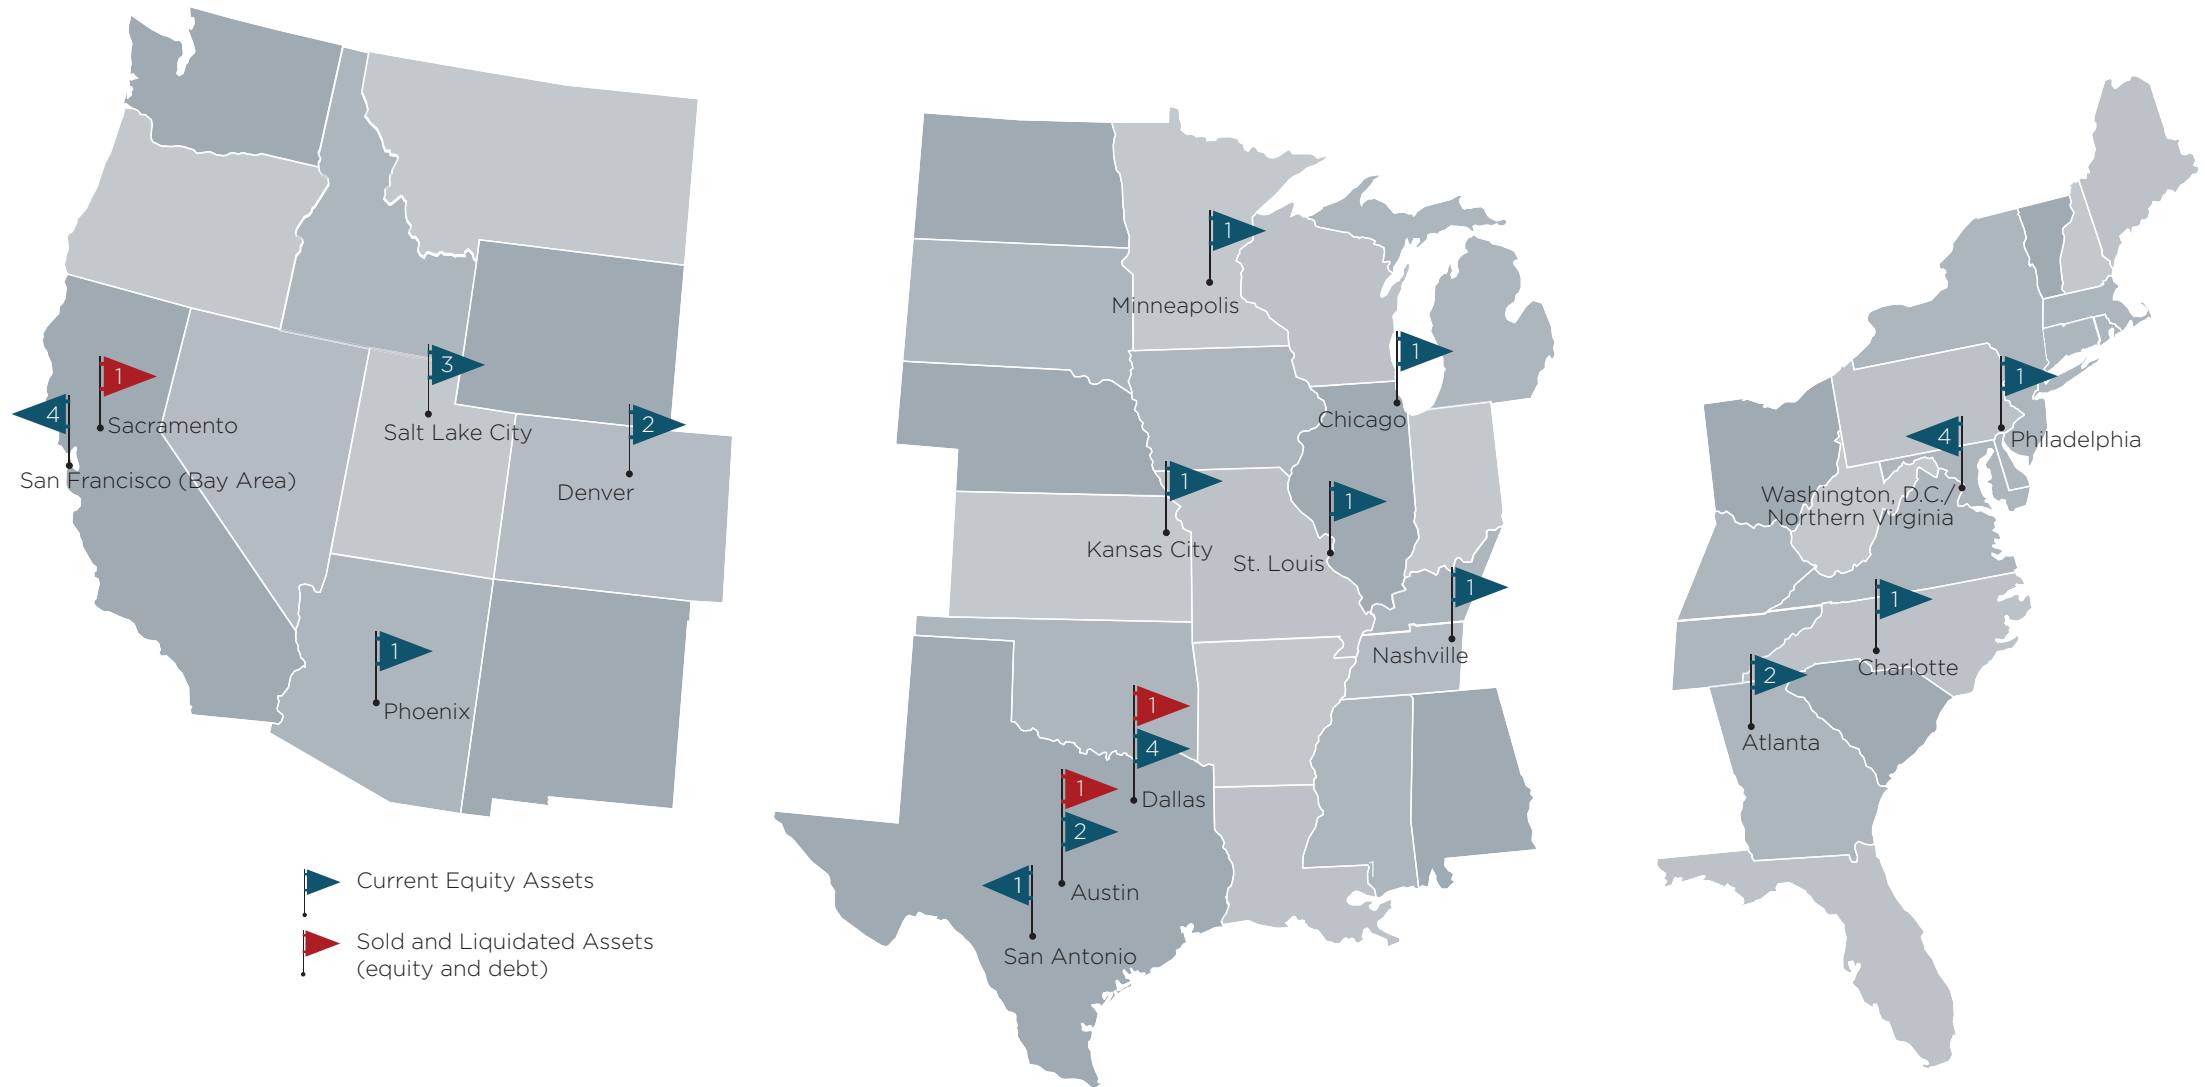 1
Sacramento
4
San Francisco (Bay Area)
3
Salt Lake City
2
Denver
1
Phoenix
Current Equity Assets
Sold and Liquidated Assets
(equity and debt)
1
Minneapolis
1
Chicago
1
Kansas City
1
St. Louis
1
Nashville
1
4
Dallas
1
2
Austin
1
San Antonio
1
Philadelphia
4
Washington, D.C./
Northern Virginia
1
Charlotte
2
Atlanta